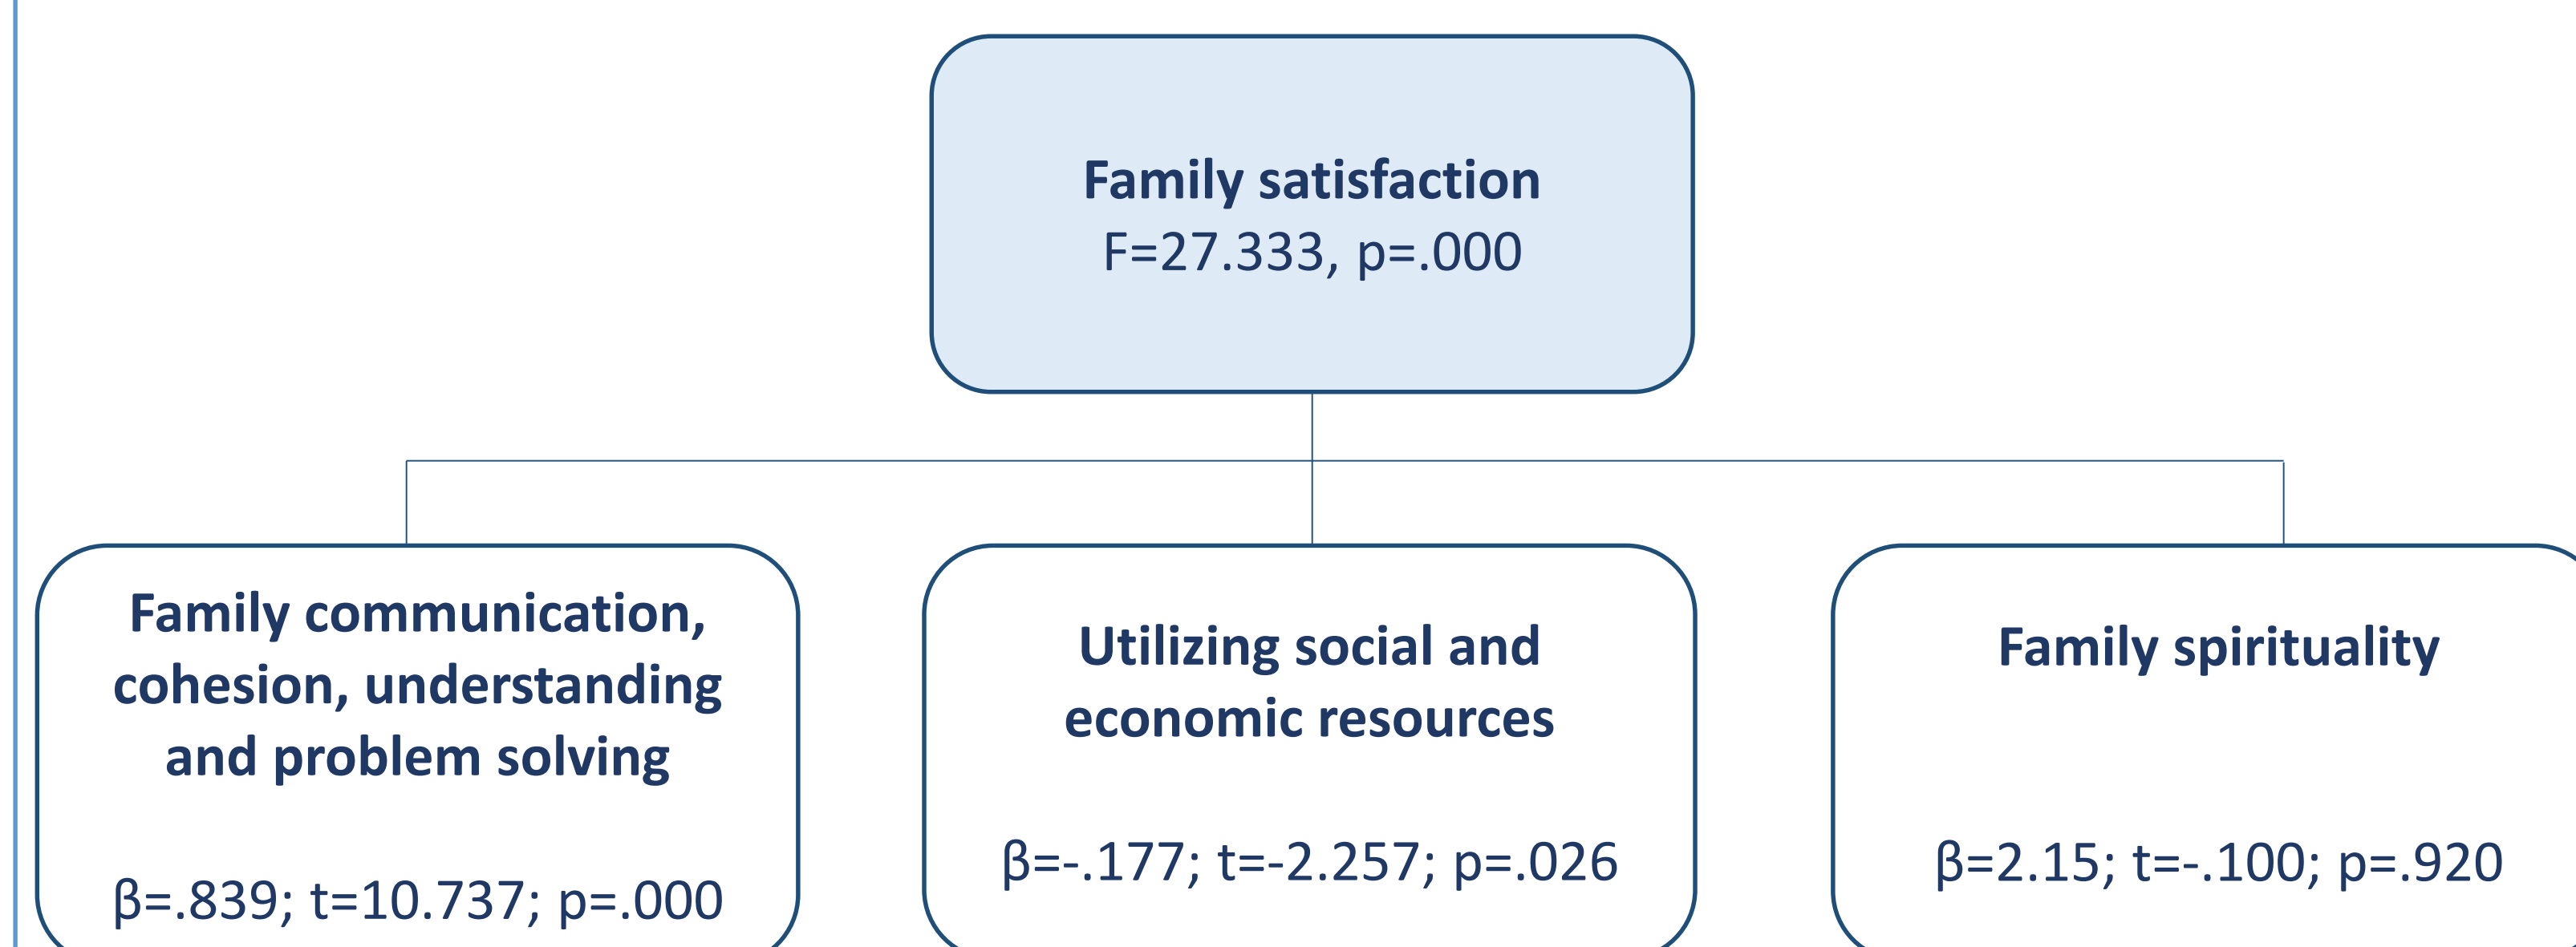 Family satisfaction
F=27.333, p=.000
Family communication,
cohesion, understanding
and problem solving
β=.839; t=10.737; p=.000
Utilizing social and
economic resources
β=-.177; t=-2.257; p=.026
Family spirituality
β=2.15; t=-.100; p=.920